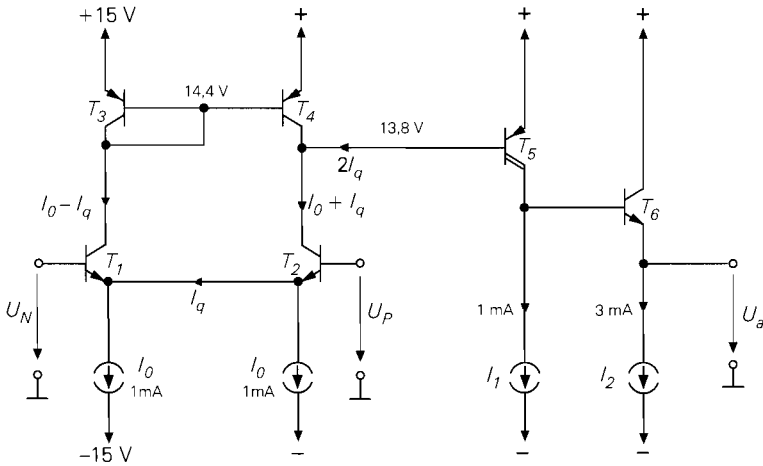 +15 V + + +
14,4 V
T3 T4
13,8 V
T5
2Iq
T6
I0 − Iq I0 + Iq
T1 T2
Iq
UN UP
1 mA 3 mA Ua
I0 I0 I1 I2
1mA 1mA
−15 V − − −